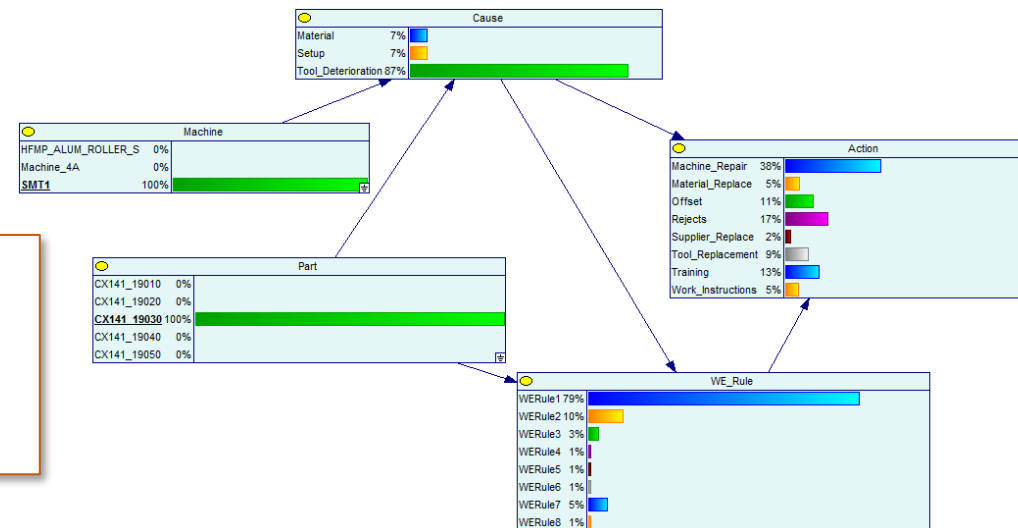 Cause
Material 7%
Setup 7%
Tool_Deterioration 87%
Machine
HFMP_ALUM_ROLLER_S 0%
Machine_4A 0%
SMT1 100%
Action
Machine_Repair 38%
Material_Replace 5%
Offset 11%
Rejects 17%
Supplier_Replace 2%
Tool_Replacement 9%
Training 13%
Work_Instructions 5%
Part
CX141_19010 0%
CX141_19020 0%
CX141_19030 100%
CX141_19040 0%
CX141_19050 0%
WE_Rule
WERule1 79%
WERule2 10%
WERule3 3%
WERule4 1%
WERule5 1%
WERule6 1%
WERule7 5%
WERule8 1%